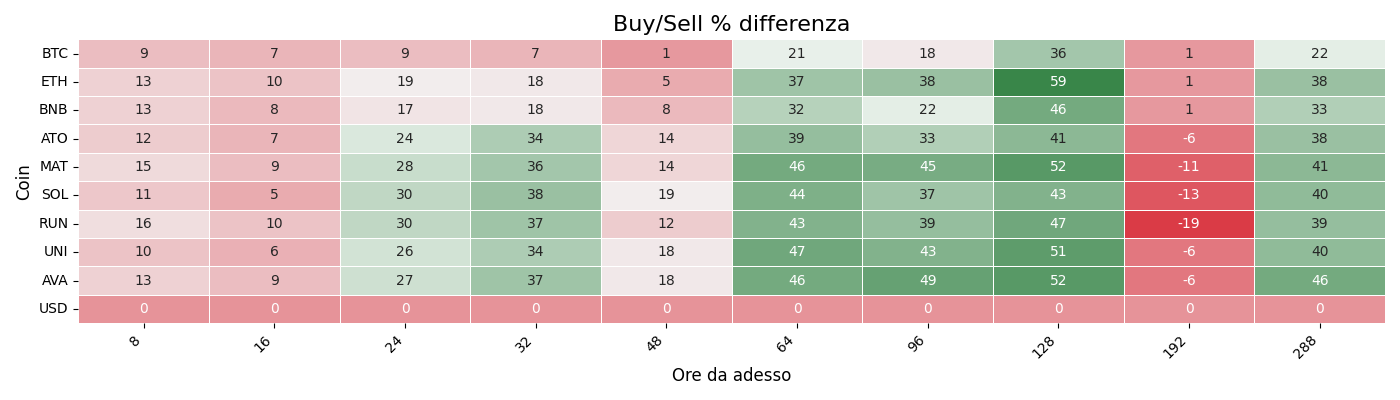 Buy/Sell % differenza
Coin
BTC 9 7 9 7 1 21 18 36 1 22
ETH 13 10 19 18 5 37 38 59 1 38
BNB 13 8 17 18 8 32 22 46 1 33
ATO 12 7 24 34 14 39 33 41 -6 38
MAT 15 9 28 36 14 46 45 52 -11 41
SOL 11 5 30 38 19 44 37 43 -13 40
RUN 16 10 30 37 12 43 39 47 -19 39
UNI 10 6 26 34 18 47 43 51 -6 40
AVA 13 9 27 37 18 46 49 52 -6 46
USD 0 0 0 0 0 0 0 0 0 0
8 16 24 32 48 64 96 128 192 288
Ore da adesso